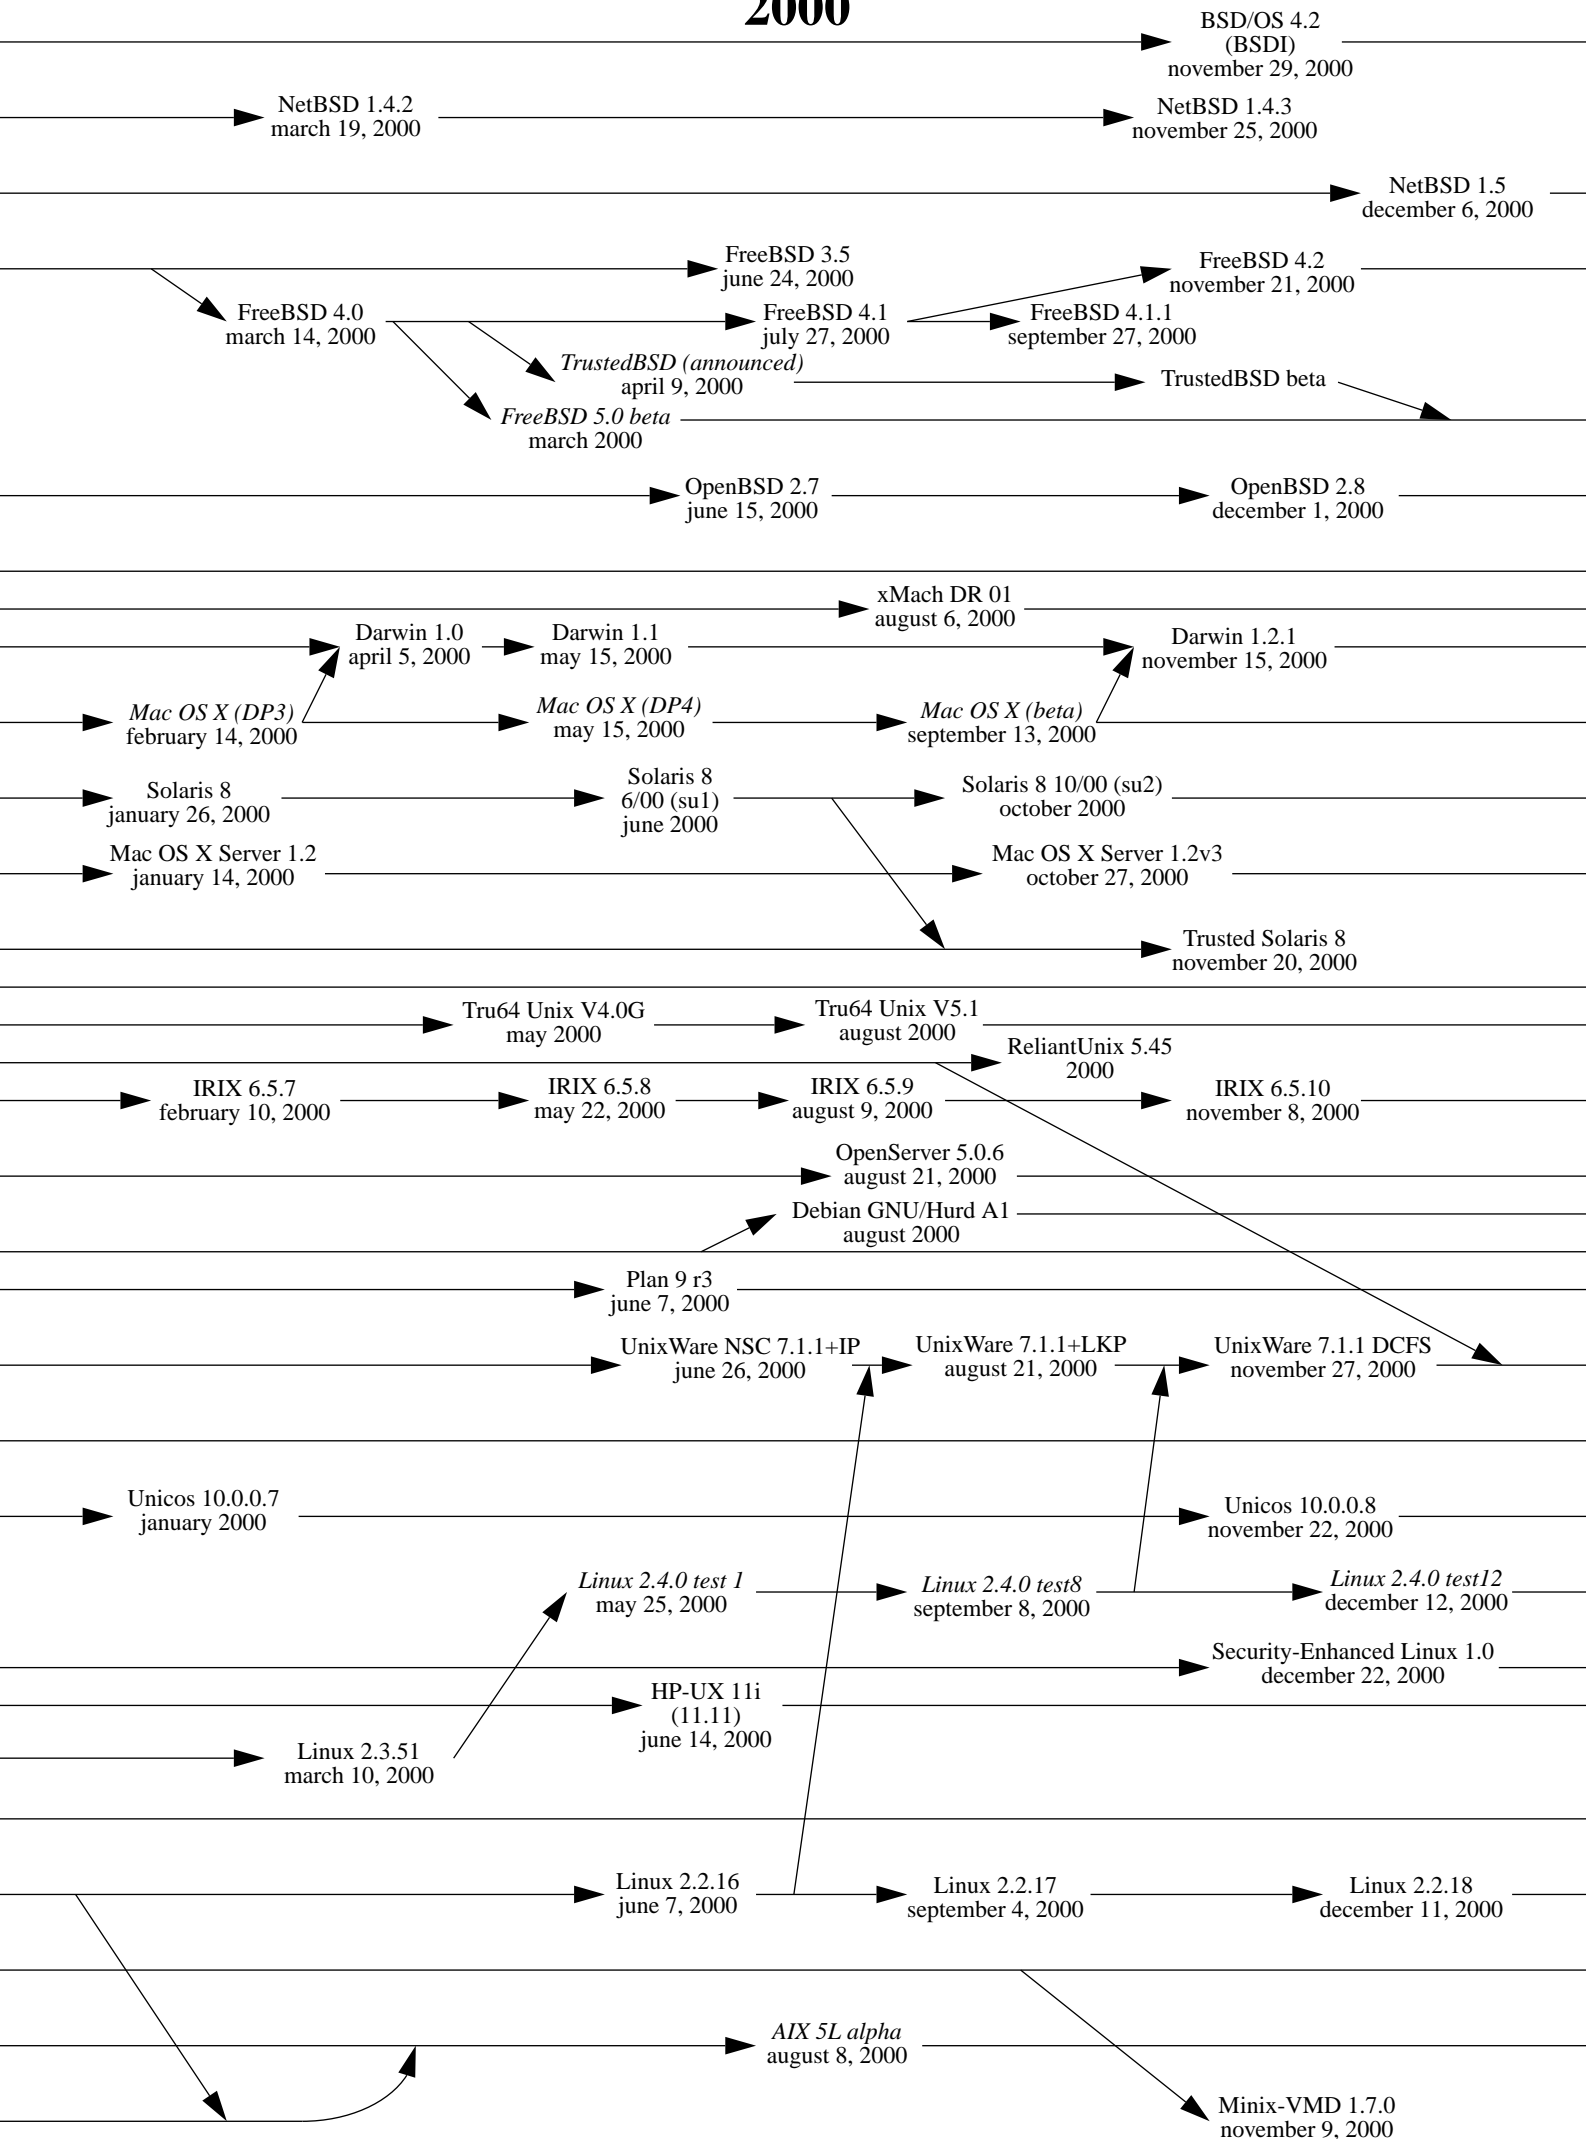 2000
BSD/OS 4.2
(BSDI)
november 29, 2000
NetBSD 1.4.2
march 19, 2000
NetBSD 1.4.3
november 25, 2000
NetBSD 1.5
december 6, 2000
FreeBSD 3.5
june 24, 2000
FreeBSD 4.2
november 21, 2000
FreeBSD 4.0
march 14, 2000
FreeBSD 4.1
july 27, 2000
FreeBSD 4.1.1
september 27, 2000
TrustedBSD (announced)
april 9, 2000
TrustedBSD beta
FreeBSD 5.0 beta
march 2000
OpenBSD 2.7
june 15, 2000
OpenBSD 2.8
december 1, 2000
xMach DR 01
august 6, 2000
Darwin 1.0
april 5, 2000
Darwin 1.1
may 15, 2000
Darwin 1.2.1
november 15, 2000
Mac OS X (DP3)
february 14, 2000
Mac OS X (DP4)
may 15, 2000
Mac OS X (beta)
september 13, 2000
Solaris 8
january 26, 2000
Solaris 8
6/00 (su1)
june 2000
Solaris 8 10/00 (su2)
october 2000
Mac OS X Server 1.2
january 14, 2000
Mac OS X Server 1.2v3
october 27, 2000
Trusted Solaris 8
november 20, 2000
Tru64 Unix V4.0G
may 2000
Tru64 Unix V5.1
august 2000
ReliantUnix 5.45
2000
IRIX 6.5.7
february 10, 2000
IRIX 6.5.8
may 22, 2000
IRIX 6.5.9
august 9, 2000
IRIX 6.5.10
november 8, 2000
OpenServer 5.0.6
august 21, 2000
Debian GNU/Hurd A1
august 2000
Plan 9 r3
june 7, 2000
UnixWare NSC 7.1.1+IP
june 26, 2000
UnixWare 7.1.1+LKP
august 21, 2000
UnixWare 7.1.1 DCFS
november 27, 2000
Unicos 10.0.0.7
january 2000
Unicos 10.0.0.8
november 22, 2000
Linux 2.4.0 test 1
may 25, 2000
Linux 2.4.0 test8
september 8, 2000
Linux 2.4.0 test12
december 12, 2000
Security-Enhanced Linux 1.0
december 22, 2000
HP-UX 11i
(11.11)
june 14, 2000
Linux 2.3.51
march 10, 2000
Linux 2.2.16
june 7, 2000
Linux 2.2.17
september 4, 2000
Linux 2.2.18
december 11, 2000
AIX 5L alpha
august 8, 2000
Minix-VMD 1.7.0
november 9, 2000